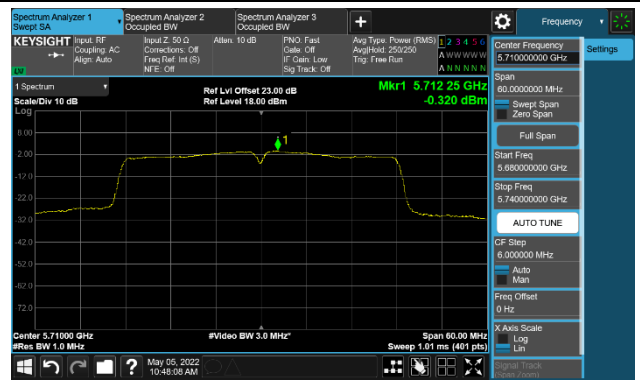 Spectrum Analyzer 1
Swept SA
Spectrum Analyzer 2
Occupied BW
Spectrum Analyzer 3
Occupied BW
Frequency
KEYSIGHT
Input: RF
Coupling: AC
Align: Auto
Input Z: 50 Ω
Corrections: Off
Freq Ref: Int (S)
NFE: Off
Atten: 10 dB
PNO: Fast
Gate: Off
IF Gain: Low
Sig Track: Off
Avg Type: Power (RMS)
Avg|Hold: 250/250
Trig: Free Run
1 2 3 4 5 6
A W W W W W
A N N N N N
LW
1 Spectrum
Scale/Div 10 dB
Log
Ref Lvl Offset 23.00 dB
Ref Level 18.00 dBm
Mkr1 5.712 25 GHz
-0.320 dBm
1
8.00
-2.00
-12.0
-22.0
-32.0
-42.0
-52.0
-62.0
-72.0
Center 5.71000 GHz
#Res BW 1.0 MHz
#Video BW 3.0 MHz*
Span 60.00 MHz
Sweep 1.01 ms (401 pts)
May 05, 2022
10:48:08 AM
Center Frequency
5.710000000 GHz
Settings
Span
60.0000000 MHz
Swept Span
Zero Span
Full Span
Start Freq
5.680000000 GHz
Stop Freq
5.740000000 GHz
AUTO TUNE
CF Step
6.000000 MHz
Auto
Man
Freq Offset
0 Hz
X Axis Scale
Log
Lin
Signal Track
(Span Zoom)